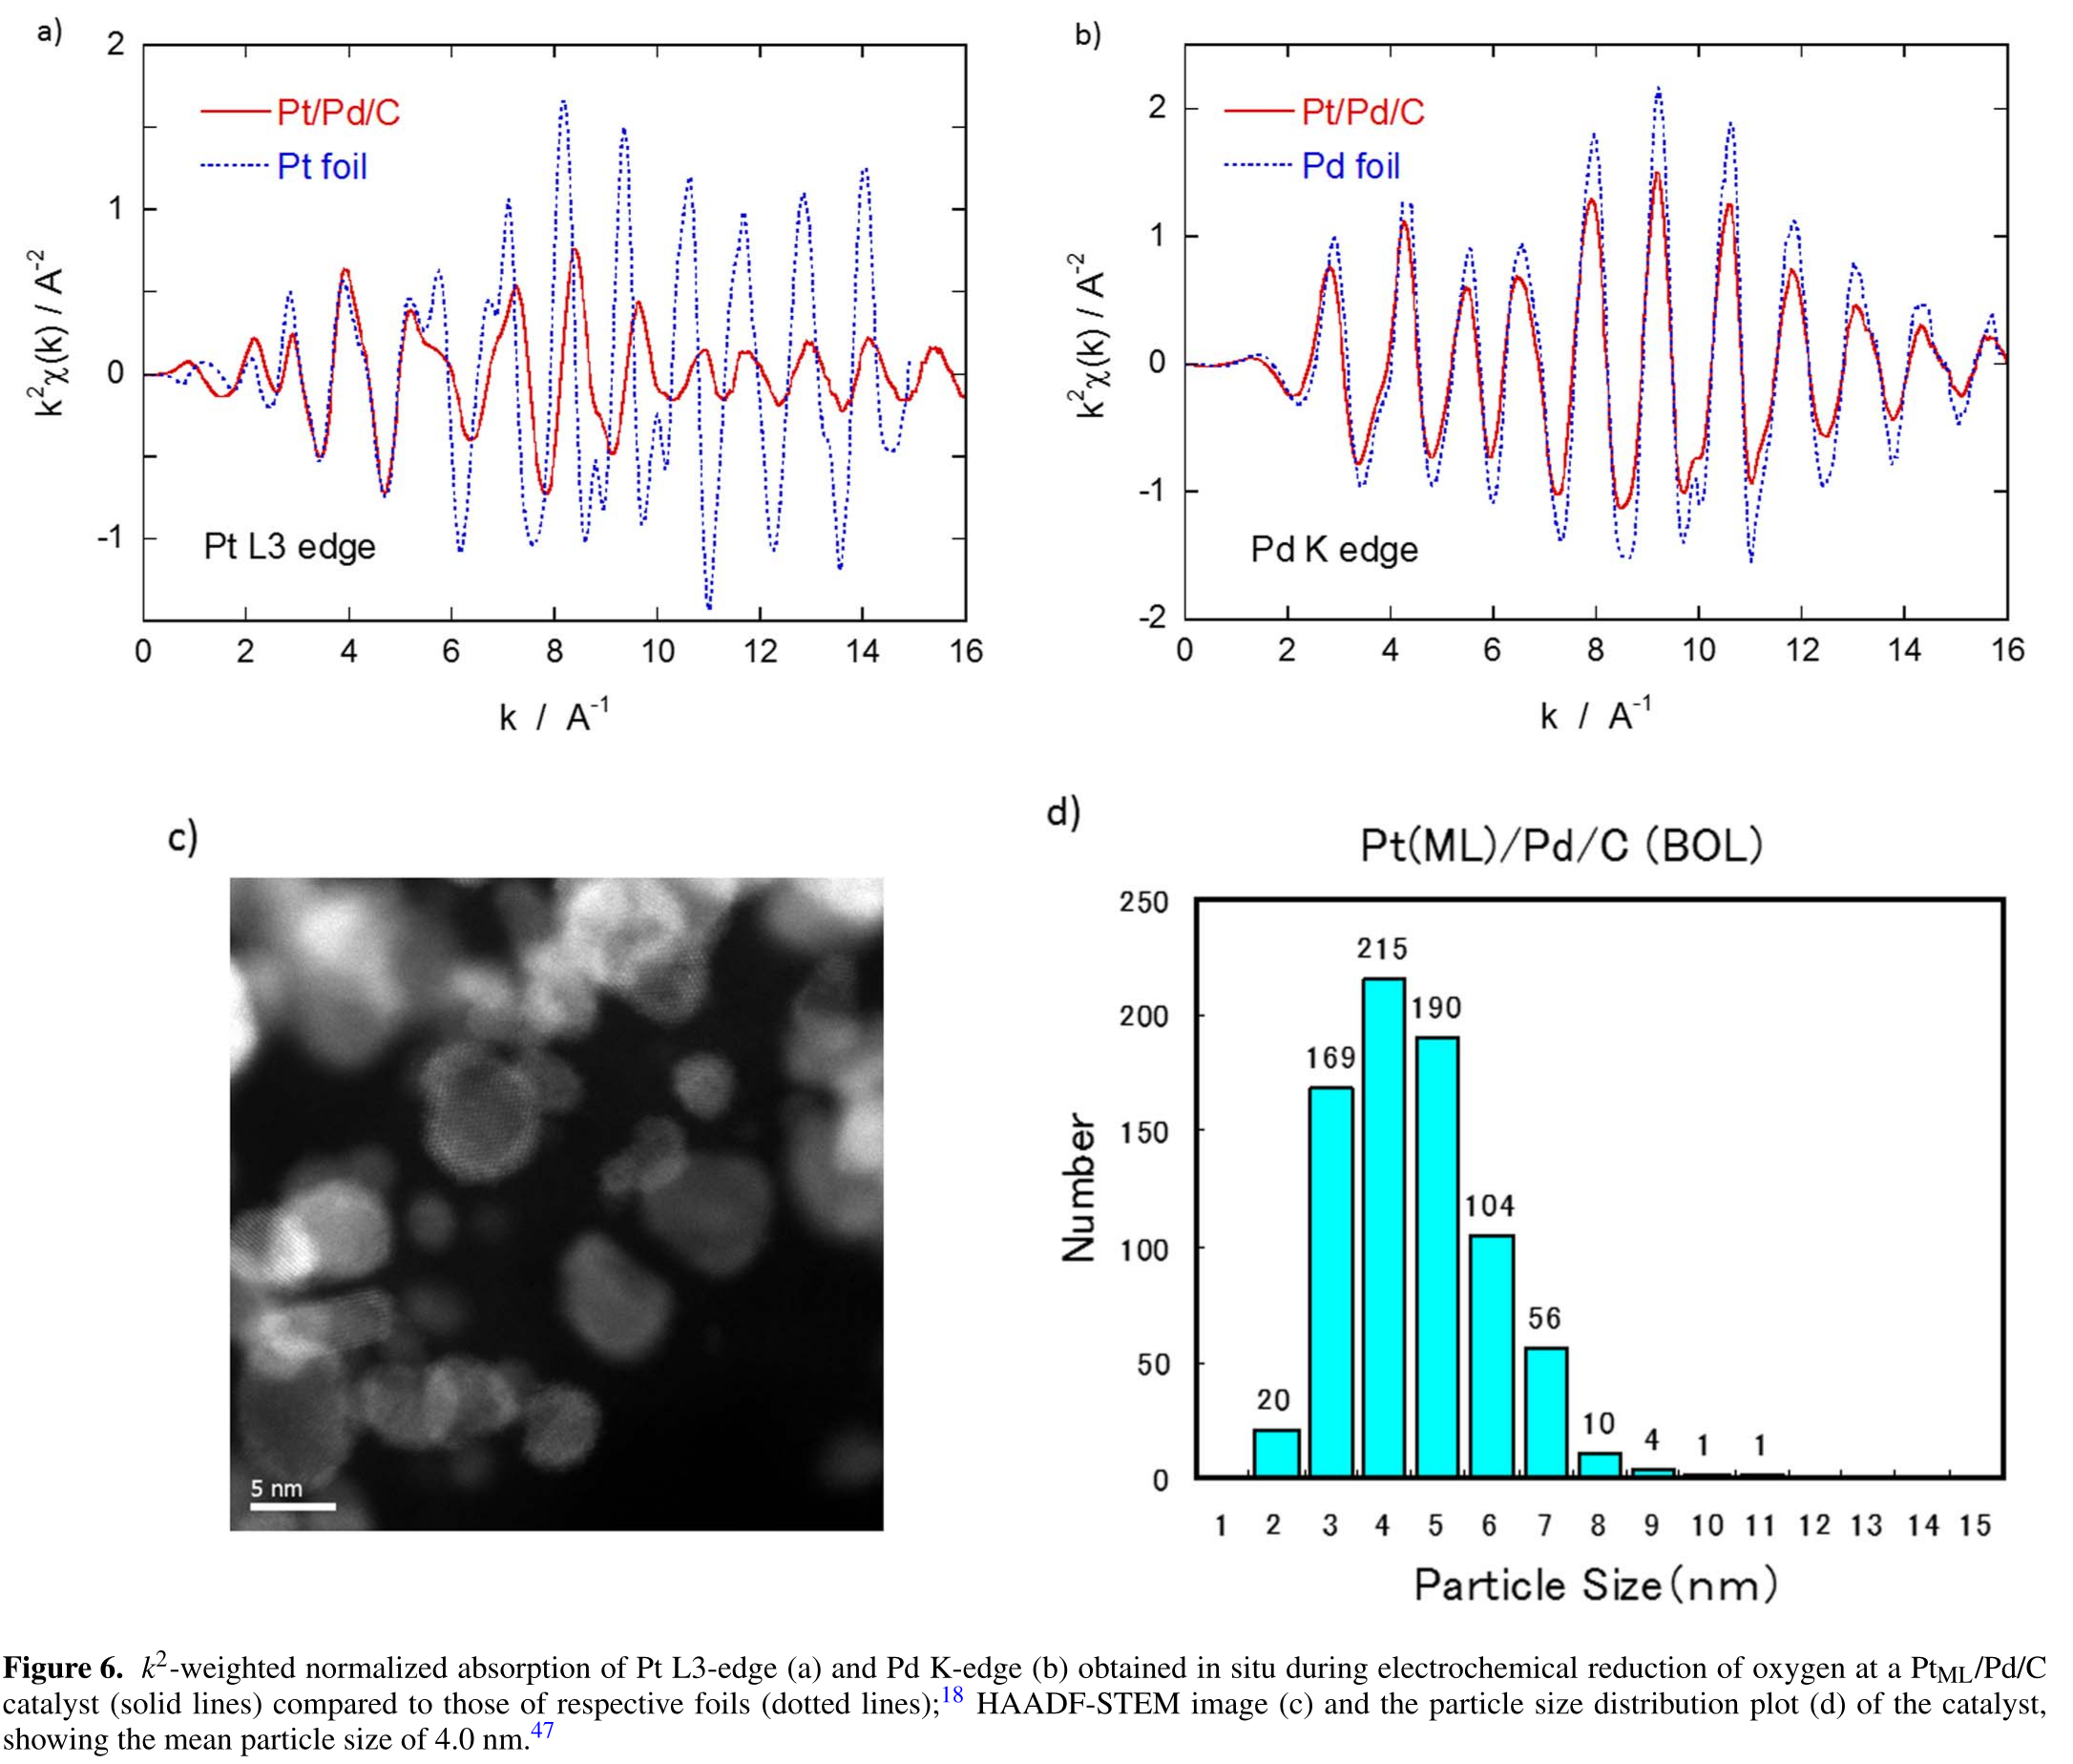 a)
2
1
0
-1
k²χ(k) / A⁻²
Pt/Pd/C
Pt foil
Pt L3 edge
0 2 4 6 8 10 12 14 16
k / A⁻¹
b)
2
1
0
-1
-2
k²χ(k) / A⁻²
Pt/Pd/C
Pd foil
Pd K edge
0 2 4 6 8 10 12 14 16
k / A⁻¹
c)
5 nm
d)
Pt(ML)/Pd/C (BOL)
250
200
150
100
50
0
Number
20 169 215 190 104 56 10 4 1 1
1 2 3 4 5 6 7 8 9 10 11 12 13 14 15
Particle Size(nm)
Figure 6. k²-weighted normalized absorption of Pt L3-edge (a) and Pd K-edge (b) obtained in situ during electrochemical reduction of oxygen at a Pt_ML/Pd/C
catalyst (solid lines) compared to those of respective foils (dotted lines);¹⁸ HAADF-STEM image (c) and the particle size distribution plot (d) of the catalyst,
showing the mean particle size of 4.0 nm.⁴⁷